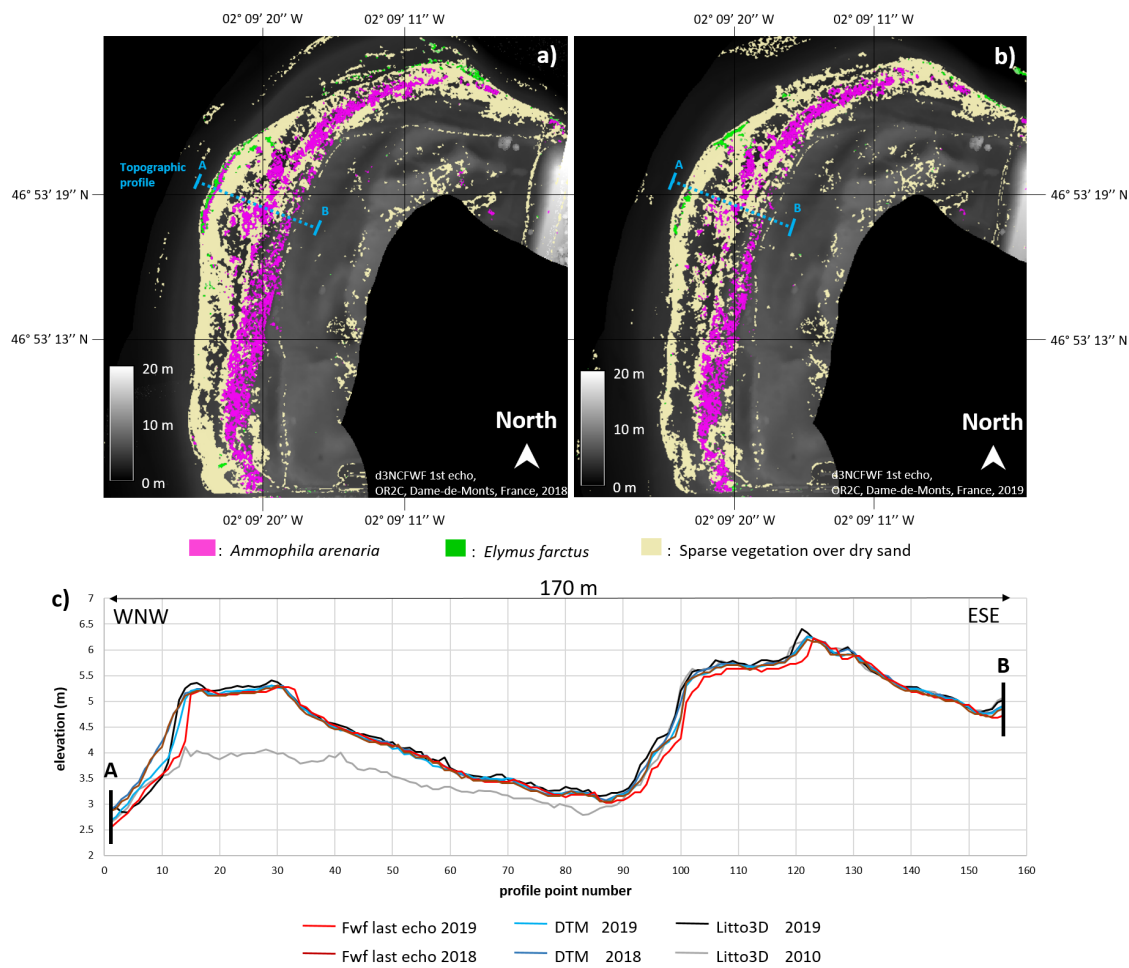 02° 09’ 20’’ W
02° 09’ 11’’ W
02° 09’ 20’’ W
02° 09’ 11’’ W
a)
b)
Topographic
profile
A
B
A
B
46° 53’ 19’’ N
46° 53’ 19’’ N
46° 53’ 13’’ N
46° 53’ 13’’ N
20 m
10 m
0 m
20 m
10 m
0 m
North
North
d3NCFWF 1st echo,
OR2C, Dame-de-Monts, France, 2018
d3NCFWF 1st echo,
OR2C, Dame-de-Monts, France, 2019
02° 09’ 20’’ W
02° 09’ 11’’ W
02° 09’ 20’’ W
02° 09’ 11’’ W
: Ammophila arenaria
: Elymus farctus
: Sparse vegetation over dry sand
c)
170 m
WNW
ESE
7
6.5
6
5.5
5
4.5
4
3.5
3
2.5
2
elevation (m)
A
B
0 10 20 30 40 50 60 70 80 90 100 110 120 130 140 150 160
profile point number
Fwf last echo 2019
DTM 2019
Litto3D 2019
Fwf last echo 2018
DTM 2018
Litto3D 2010